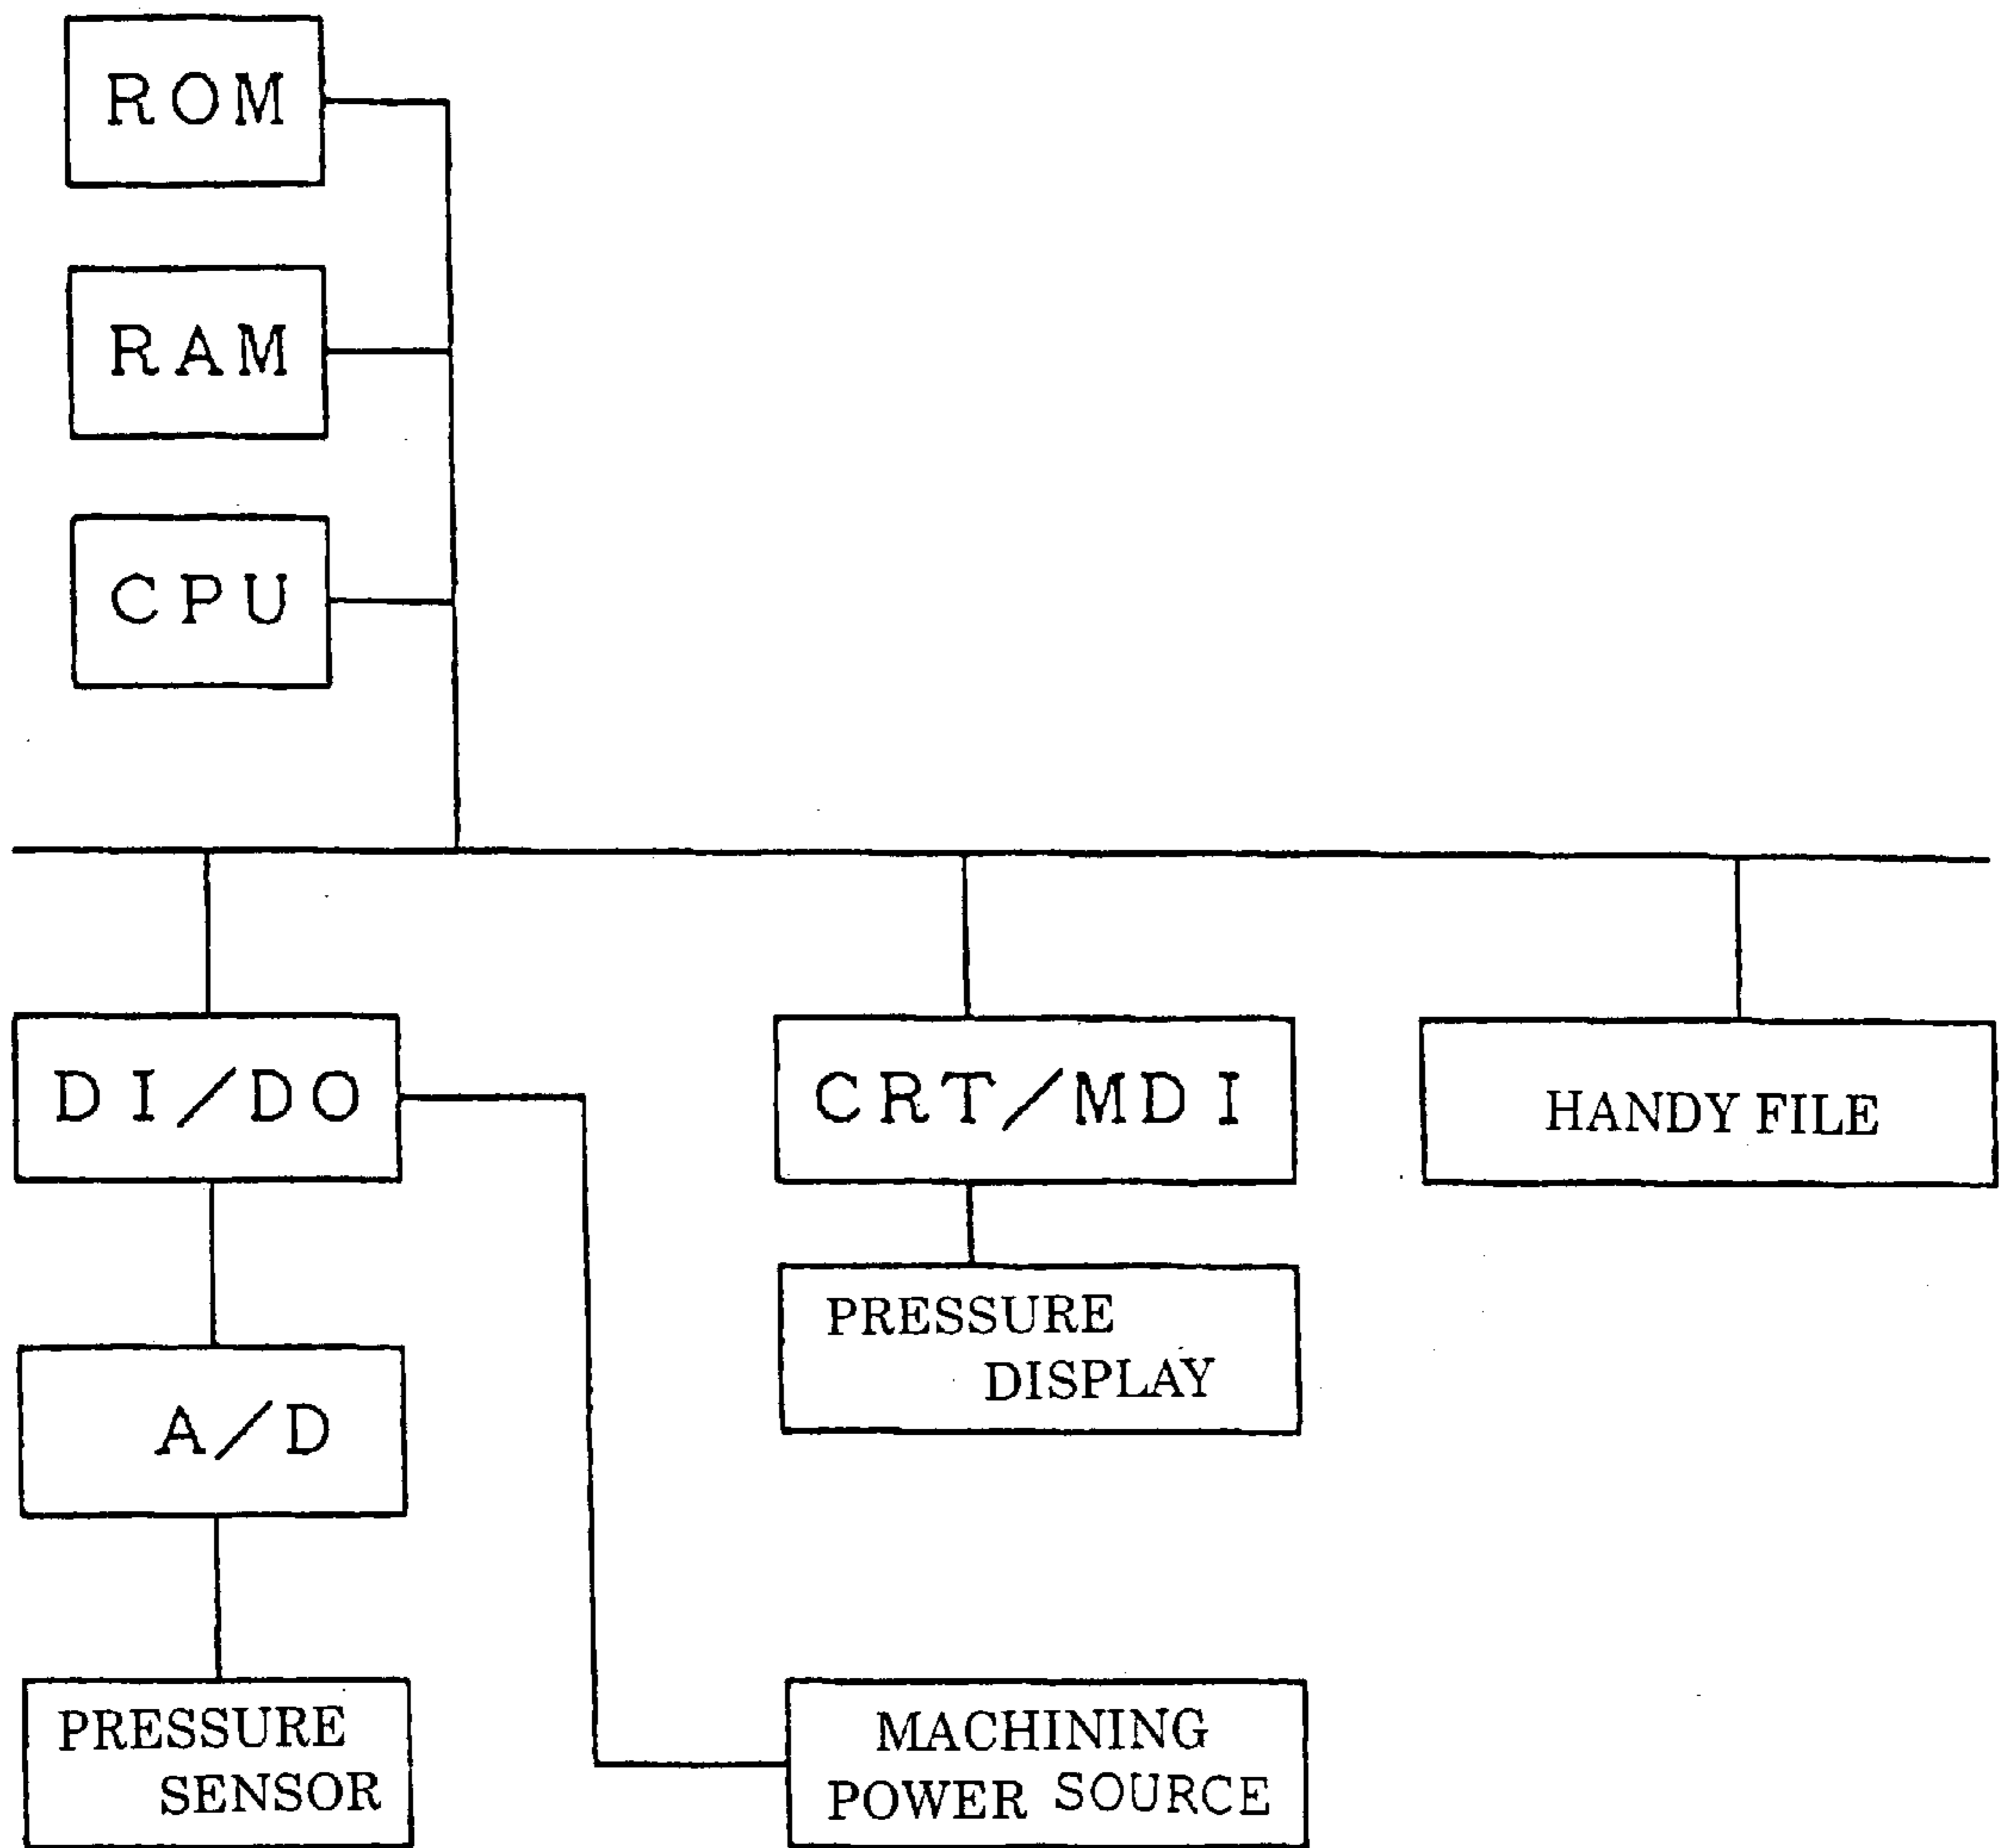 ROM
RAM
CPU
DI/DO
CRT/MDI
HANDY FILE
PRESSURE
DISPLAY
A/D
PRESSURE
SENSOR
MACHINING
POWER SOURCE